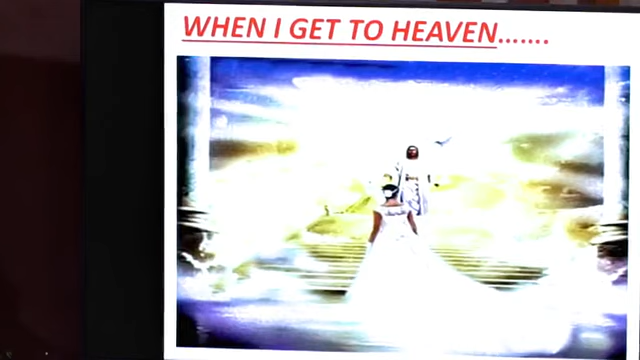 WHEN I GET TO HEAVEN.......